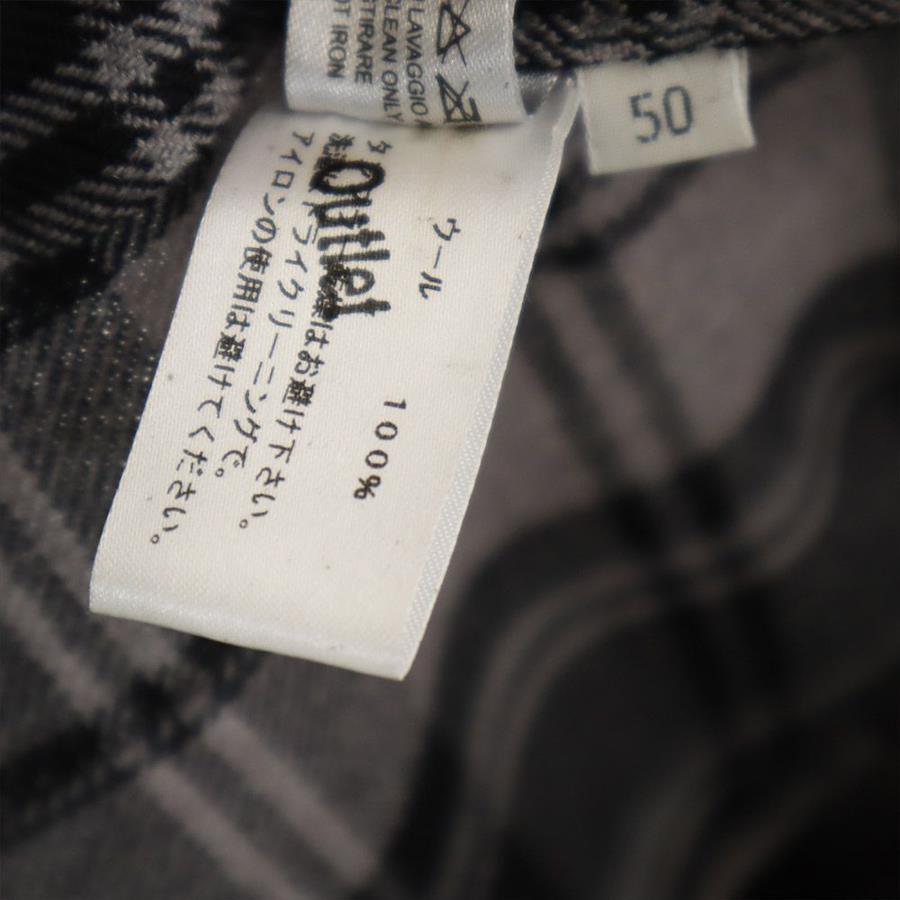 LAVAGGIO
CLEAN ONLY
STIRARE
NOT IRON
50
ウール
100%
Outlet
はお避け下さい。
ドライクリーニングで。
アイロンの使用は避けてください。